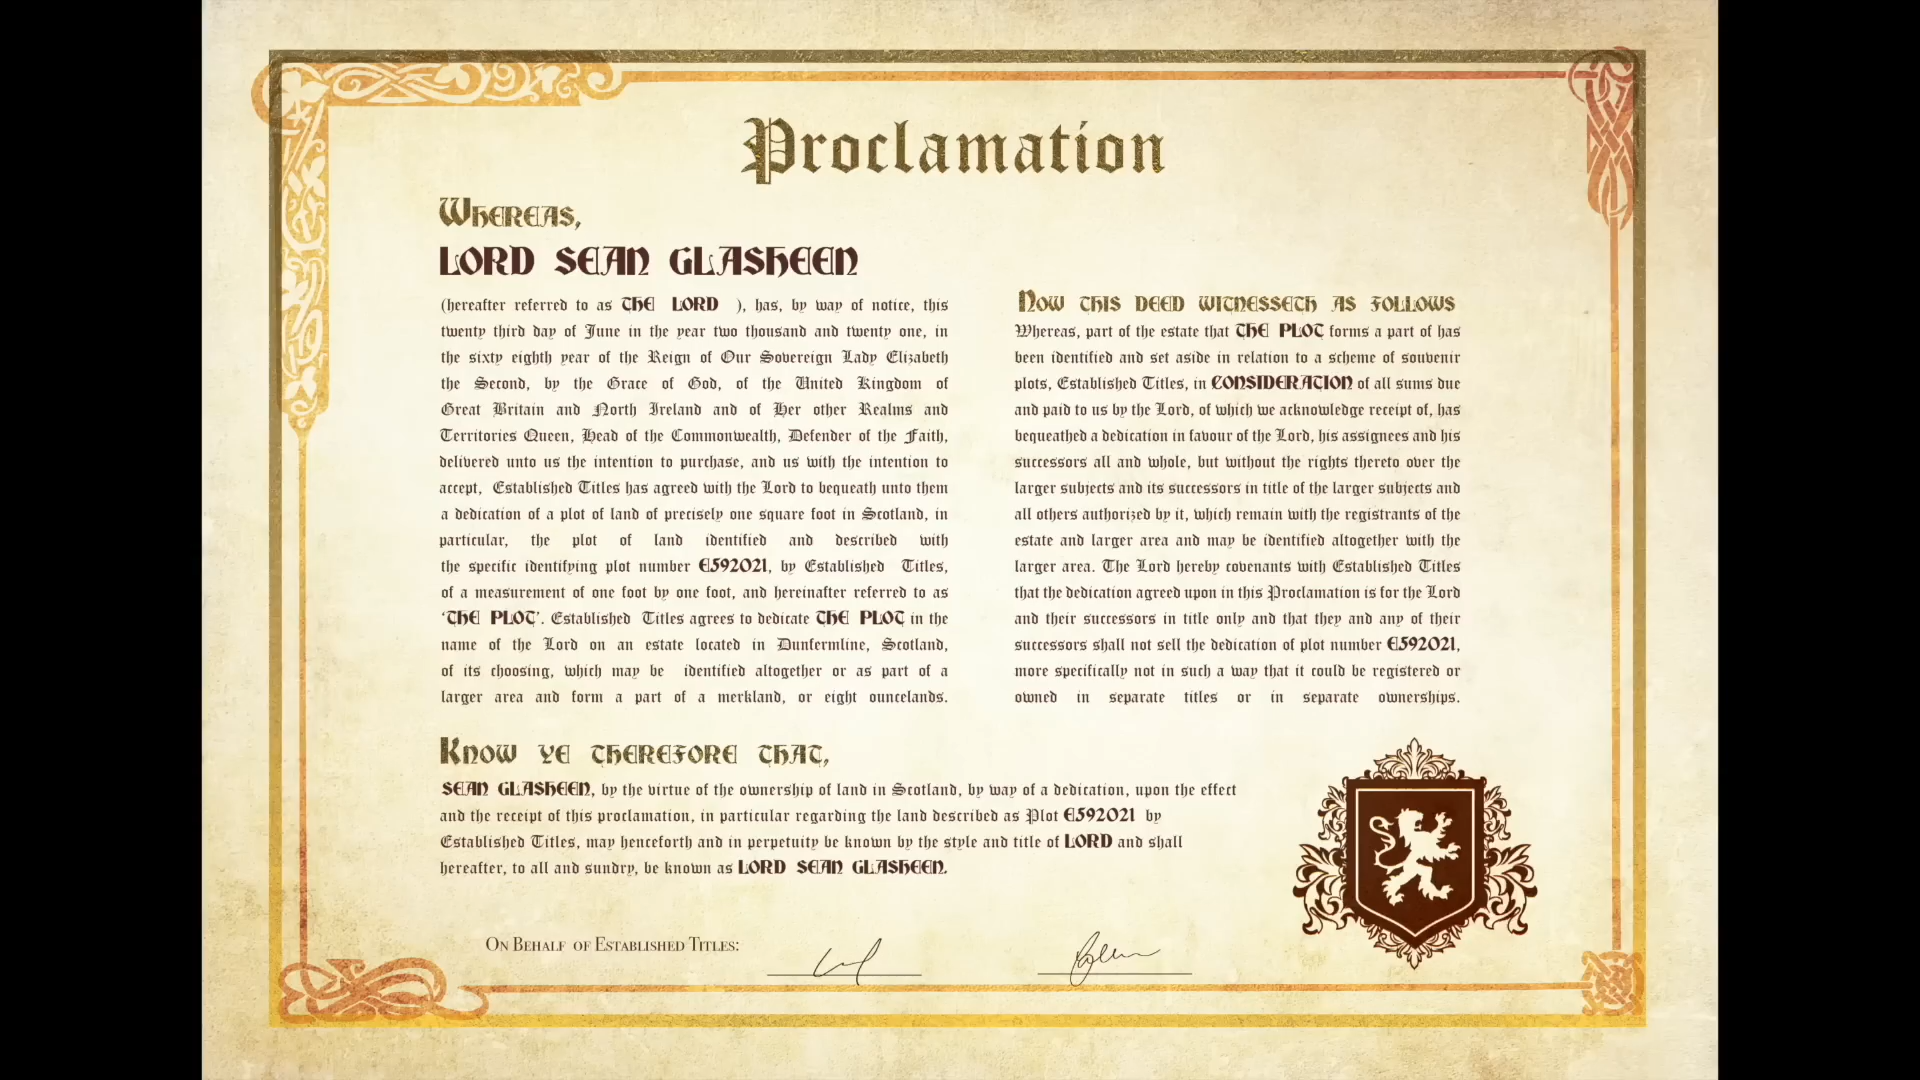 Proclamation
Whereas,
LORD SEAN GLASHEEN
(hereafter referred to as THE LORD ), has, by way of notice, this
twenty third day of June in the year two thousand and twenty one, in
the sixty eighth year of the Reign of Our Sovereign Lady Elizabeth
the Second, by the Grace of God, of the United Kingdom of
Great Britain and North Ireland and of Her other Realms and
Territories Queen, Head of the Commonwealth, Defender of the Faith,
delivered unto us the intention to purchase, and us with the intention to
accept, Established Titles has agreed with the Lord to bequeath unto them
a dedication of a plot of land of precisely one square foot in Scotland, in
particular, the plot of land identified and described with
the specific identifying plot number E592021, by Established Titles,
of a measurement of one foot by one foot, and hereinafter referred to as
‘THE PLOT’. Established Titles agrees to dedicate THE PLOT in the
name of the Lord on an estate located in Dunfermline, Scotland,
of its choosing, which may be identified altogether or as part of a
larger area and form a part of a merkland, or eight ouncelands.
Now this deed witnesseth as follows
Whereas, part of the estate that THE PLOT forms a part of has
been identified and set aside in relation to a scheme of souvenir
plots, Established Titles, in CONSIDERATION of all sums due
and paid to us by the Lord, of which we acknowledge receipt of, has
bequeathed a dedication in favour of the Lord, his assignees and his
successors all and whole, but without the rights thereto over the
larger subjects and its successors in title of the larger subjects and
all others authorized by it, which remain with the registrants of the
estate and larger area and may be identified altogether with the
larger area. The Lord hereby covenants with Established Titles
that the dedication agreed upon in this Proclamation is for the Lord
and their successors in title only and that they and any of their
successors shall not sell the dedication of plot number E592021,
more specifically not in such a way that it could be registered or
owned in separate titles or in separate ownerships.
Know ye therefore that,
SEAN GLASHEEN, by the virtue of the ownership of land in Scotland, by way of a dedication, upon the effect
and the receipt of this proclamation, in particular regarding the land described as Plot E592021 by
Established Titles, may henceforth and in perpetuity be known by the style and title of LORD and shall
hereafter, to all and sundry, be known as LORD SEAN GLASHEEN.
On Behalf of Established Titles: